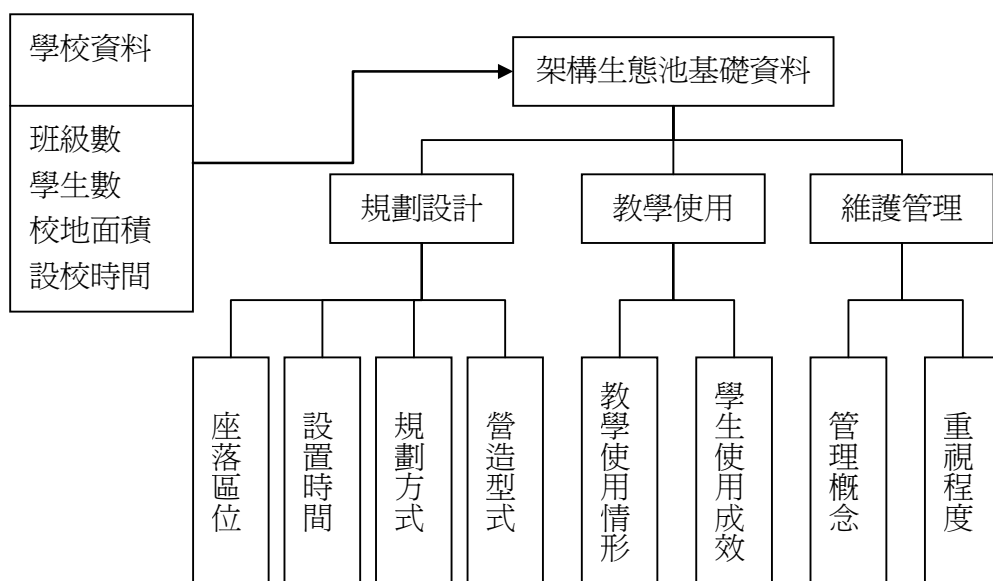 學校資料
班級數
學生數
校地面積
設校時間
架構生態池基礎資料
規劃設計
教學使用
維護管理
座落區位
設置時間
規劃方式
營造型式
教學使用情形
學生使用成效
管理概念
重視程度